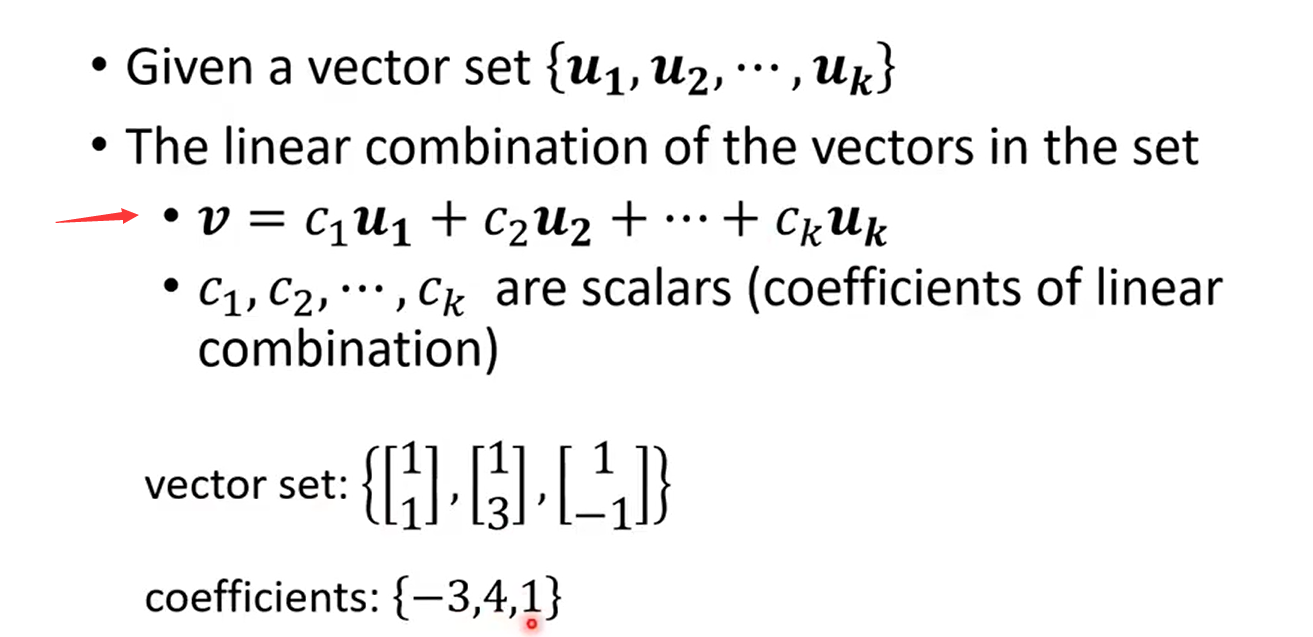 • Given a vector set {u₁, u₂, ⋯, uₖ}
• The linear combination of the vectors in the set
• v = c₁u₁ + c₂u₂ + ⋯ + cₖuₖ
• c₁, c₂, ⋯, cₖ are scalars (coefficients of linear
combination)
vector set: {[1 1], [1 3], [1 −1]}
coefficients: {−3,4,1}